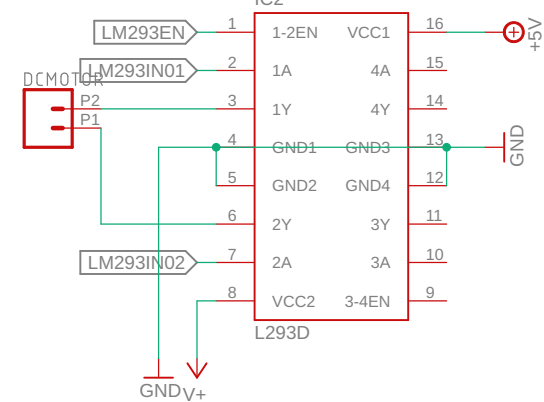 IC2
LM293EN 1 1-2EN VCC1 16 +5V
DCMOTOR LM293IN01 2 1A 4A 15
P2 3 1Y 4Y 14
P1 4 GND1 GND3 13 GND
5 GND2 GND4 12
6 2Y 3Y 11
LM293IN02 7 2A 3A 10
8 VCC2 3-4EN 9
L293D
GND V+